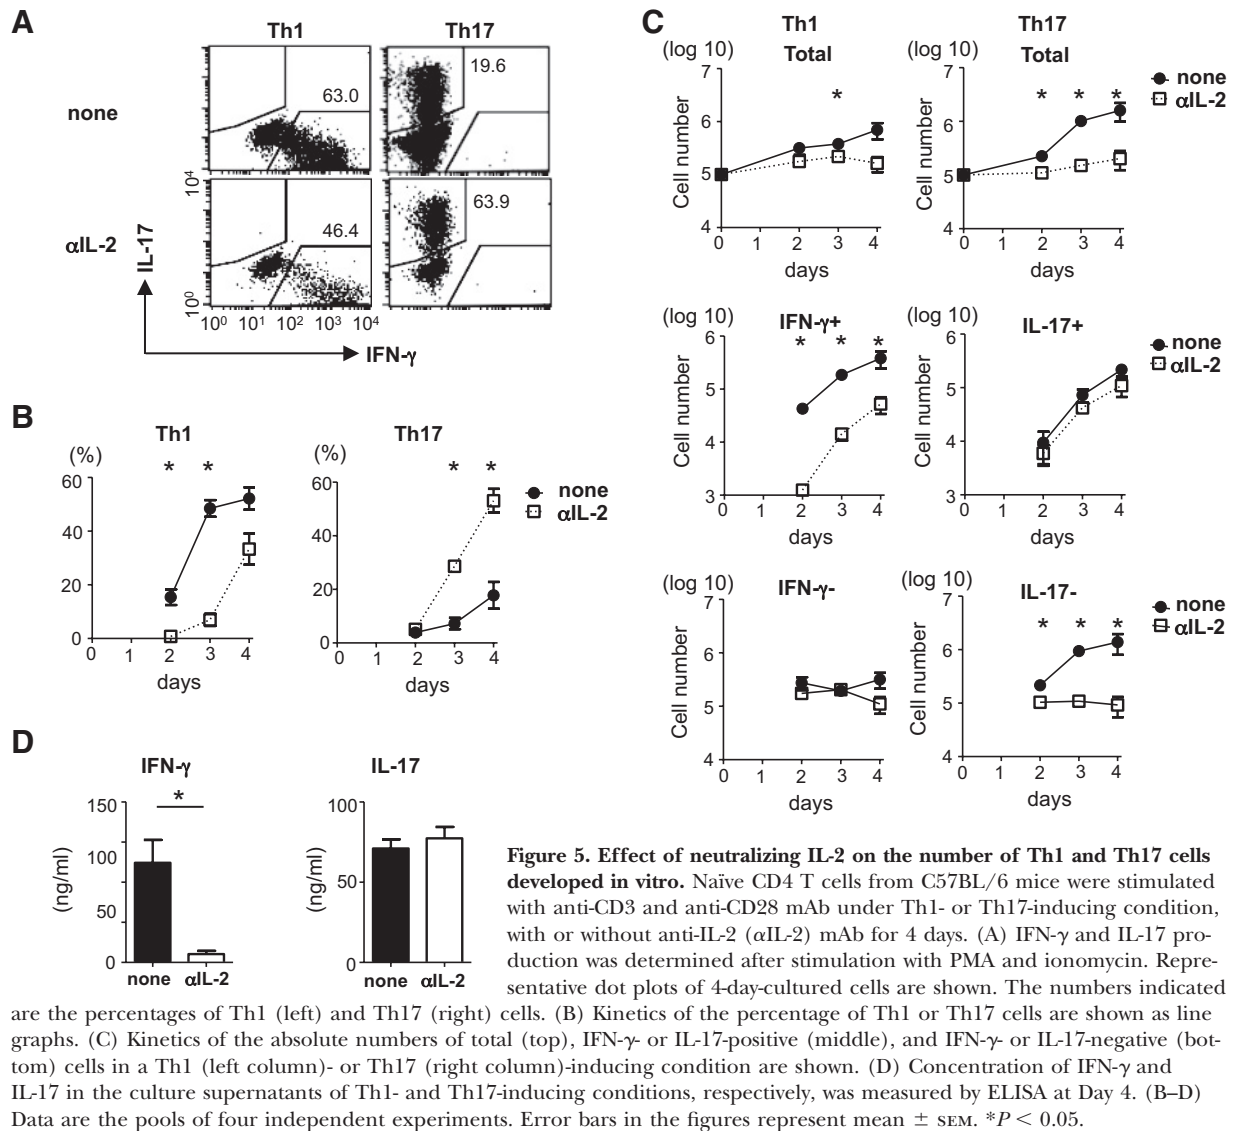 A
Th1
Th17
none
63.0
19.6
αIL-2
46.4
63.9
10⁴
10⁰
IL-17
10⁰ 10¹ 10² 10³ 10⁴
IFN-γ
B
Th1
(%)
* *
60
40
20
0
0 1 2 3 4
days
Th17
(%)
* *
60
40
20
0
0 1 2 3 4
days
none
αIL-2
C
Th1
Total
(log 10)
*
7
6
5
4
Cell number
0 1 2 3 4
days
Th17
Total
(log 10)
* * *
7
6
5
4
Cell number
0 1 2 3 4
days
none
αIL-2
(log 10)
IFN-γ+
* * *
6
5
4
3
Cell number
0 1 2 3 4
days
(log 10)
IL-17+
6
5
4
3
Cell number
0 1 2 3 4
days
none
αIL-2
(log 10)
IFN-γ-
7
6
5
4
Cell number
0 1 2 3 4
days
(log 10)
IL-17-
* * *
7
6
5
4
Cell number
0 1 2 3 4
days
none
αIL-2
D
IFN-γ
*
150
100
50
0
(ng/ml)
none αIL-2
IL-17
100
50
0
(ng/ml)
none αIL-2
Figure 5. Effect of neutralizing IL-2 on the number of Th1 and Th17 cells
developed in vitro. Naïve CD4 T cells from C57BL/6 mice were stimulated
with anti-CD3 and anti-CD28 mAb under Th1- or Th17-inducing condition,
with or without anti-IL-2 (αIL-2) mAb for 4 days. (A) IFN-γ and IL-17 pro-
duction was determined after stimulation with PMA and ionomycin. Repre-
sentative dot plots of 4-day-cultured cells are shown. The numbers indicated
are the percentages of Th1 (left) and Th17 (right) cells. (B) Kinetics of the percentage of Th1 or Th17 cells are shown as line
graphs. (C) Kinetics of the absolute numbers of total (top), IFN-γ- or IL-17-positive (middle), and IFN-γ- or IL-17-negative (bot-
tom) cells in a Th1 (left column)- or Th17 (right column)-inducing condition are shown. (D) Concentration of IFN-γ and
IL-17 in the culture supernatants of Th1- and Th17-inducing conditions, respectively, was measured by ELISA at Day 4. (B–D)
Data are the pools of four independent experiments. Error bars in the figures represent mean ± SEM. *P < 0.05.